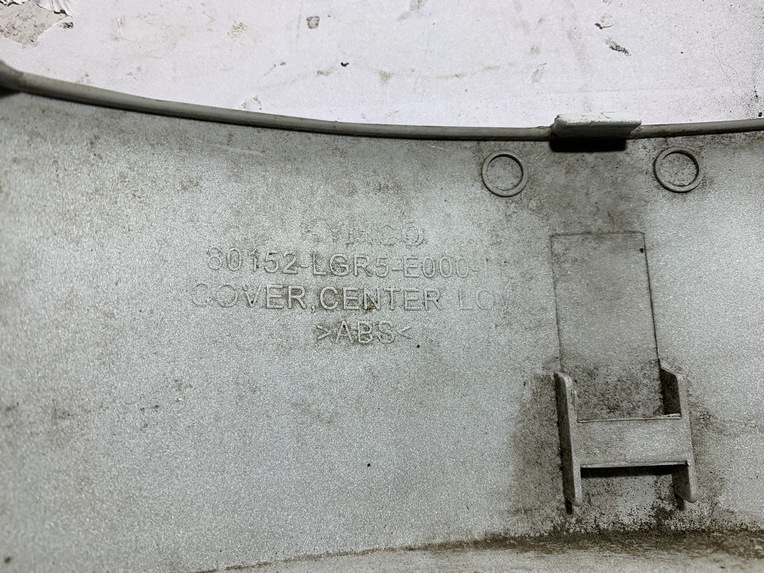 KYMCO
80152-LGR5-E000-
COVER,CENTER LO
>ABS<